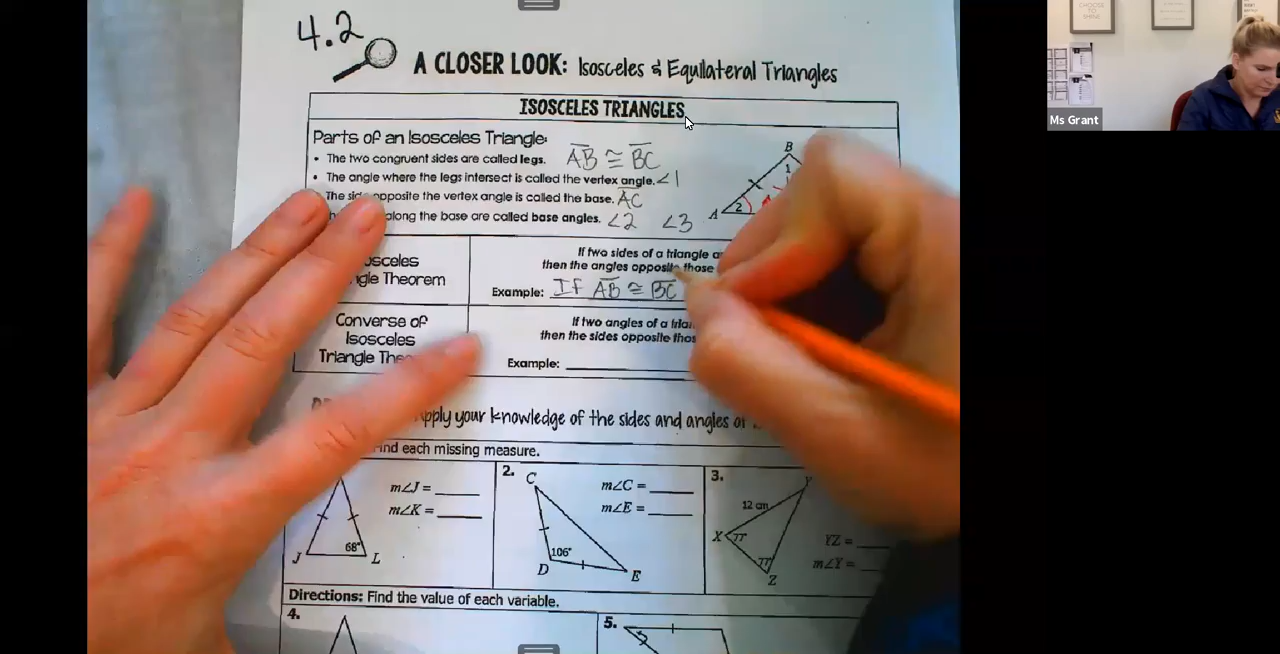 4.2
A CLOSER LOOK: Isosceles & Equilateral Triangles
ISOSCELES TRIANGLES
Parts of an Isosceles Triangle:
• The two congruent sides are called legs. AB ≅ BC
• The angle where the legs intersect is called the vertex angle. ∠1
The side opposite the vertex angle is called the base. AC
along the base are called base angles. ∠2 ∠3
B
1
A
2
Theorem
If two sides of a triangle
then the angles opposite those
Example: If AB ≅ BC
Converse of
Isosceles
Triangle
If two angles of a
then the sides opposite
Example:
apply your knowledge of the sides and angles of
find each missing measure.
J
L
68°
m∠J =
m∠K =
2.
C
D
E
106°
m∠C =
m∠E =
3.
12 cm
X
77°
77°
Z
YZ =
m∠Y =
Directions: Find the value of each variable.
4.
5.
CHOOSE
TO
SHINE
Ms Grant